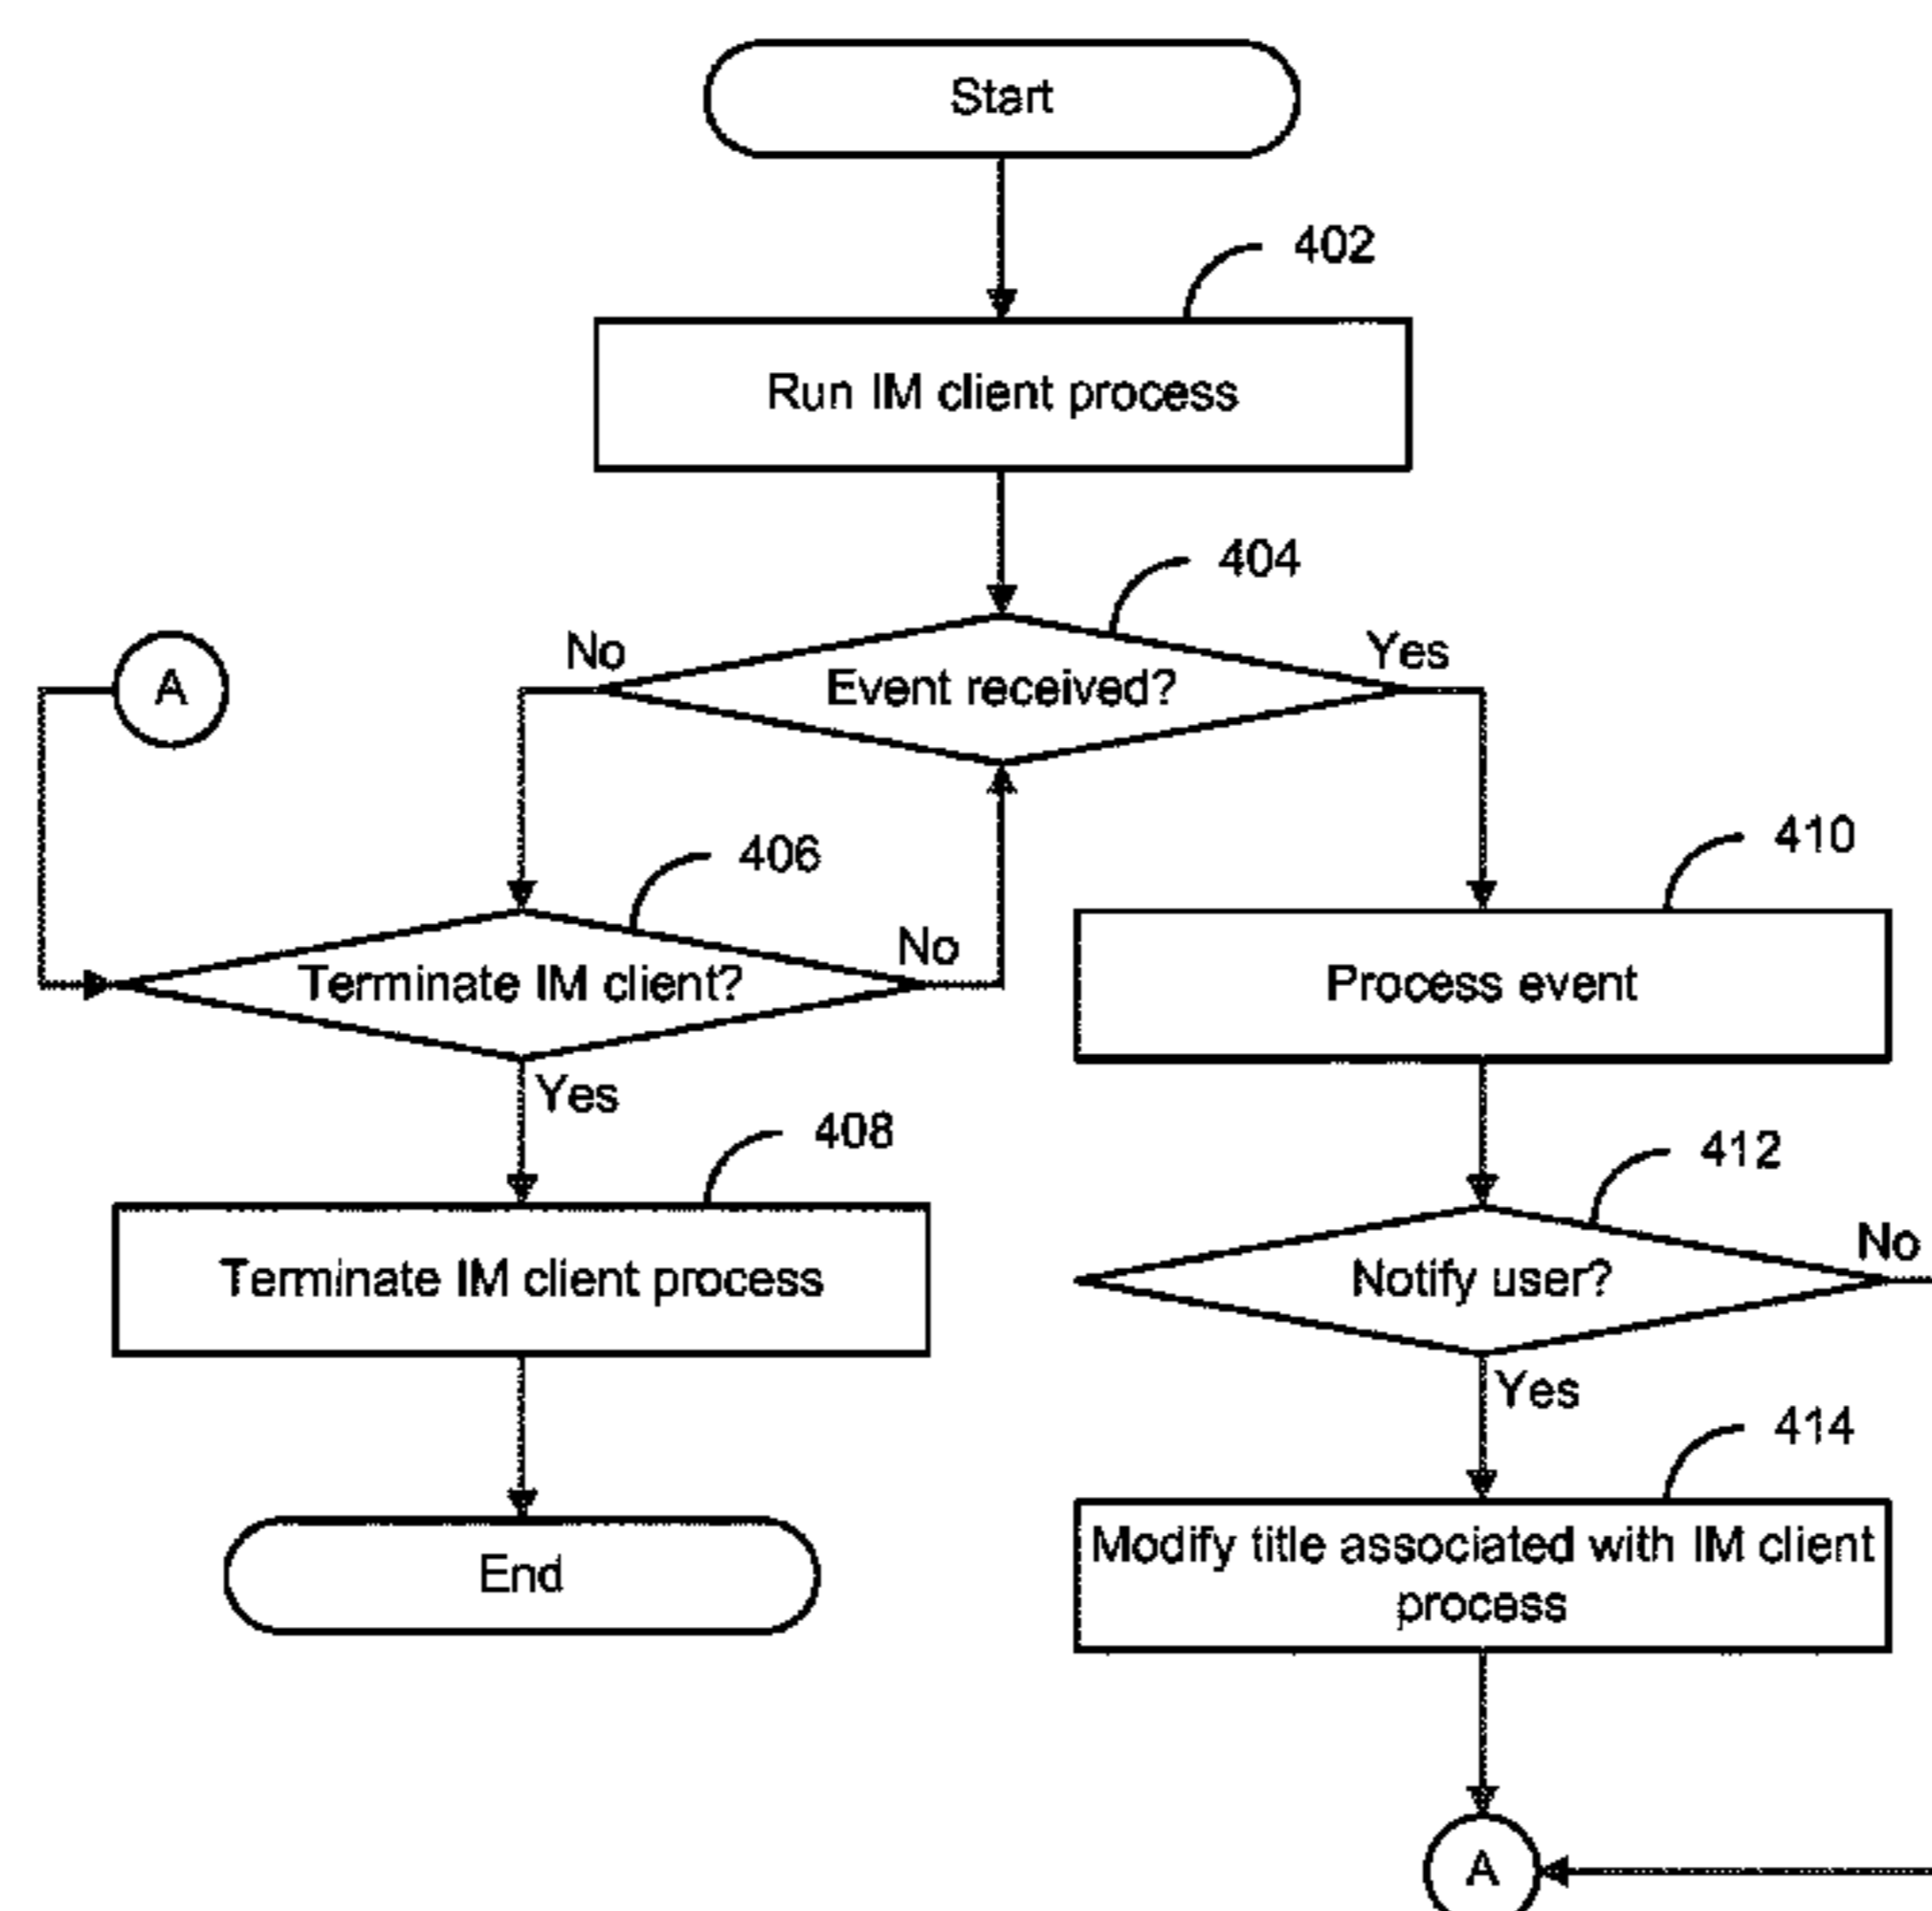 Start
402
Run IM client process
404
No
Event received?
Yes
A
406
410
Terminate IM client?
No
Process event
Yes
408
412
Terminate IM client process
Notify user?
No
Yes
414
End
Modify title associated with IM client
process
A